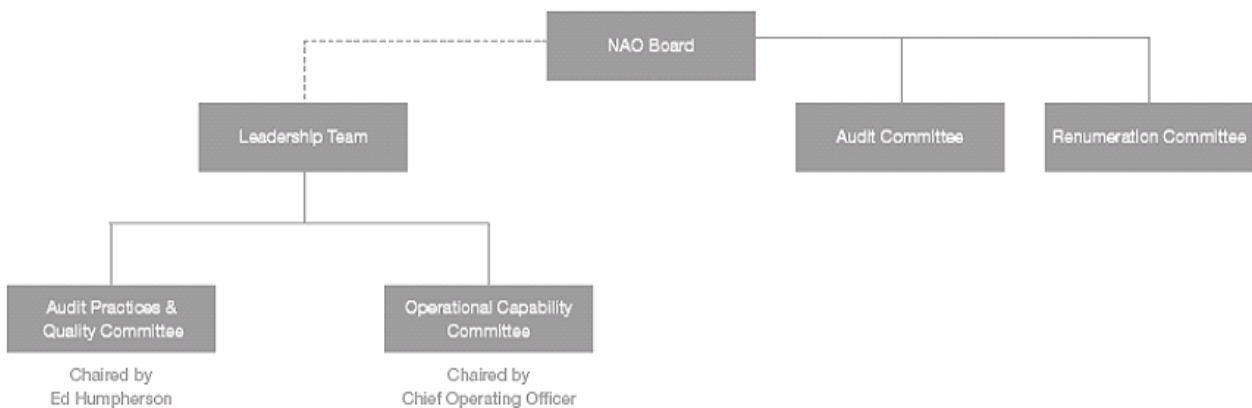 NAO Board
Leadership Team
Audit Committee
Renumeration Committee
Audit Practices &
Quality Committee
Operational Capability
Committee
Chaired by
Ed Humpherson
Chaired by
Chief Operating Officer